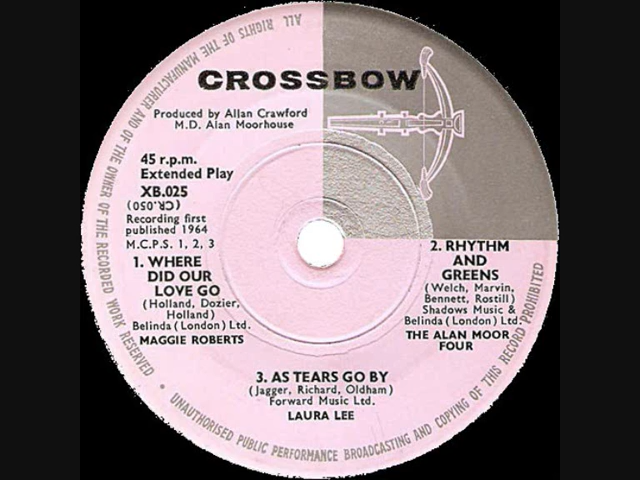 CROSSBOW
Produced by Allan Crawford
M.D. Alan Moorhouse
45 r.p.m.
Extended Play
XB.025
(CR.050)
Recording first
published 1964
M.C.P.S. 1, 2, 3
1. WHERE
DID OUR
LOVE GO
(Holland, Dozier,
Holland)
Belinda (London) Ltd.
MAGGIE ROBERTS
2. RHYTHM
AND
GREENS
(Welch, Marvin,
Bennett, Rostill)
Shadows Music &
Belinda (London) Ltd.
THE ALAN MOOR
FOUR
3. AS TEARS GO BY
(Jagger, Richard, Oldham)
Forward Music Ltd.
LAURA LEE
ALL RIGHTS OF THE MANUFACTURER AND OF THE OWNER OF THE RECORDED WORK RESERVED
UNAUTHORISED PUBLIC PERFORMANCE BROADCASTING AND COPYING OF THIS RECORD PROHIBITED